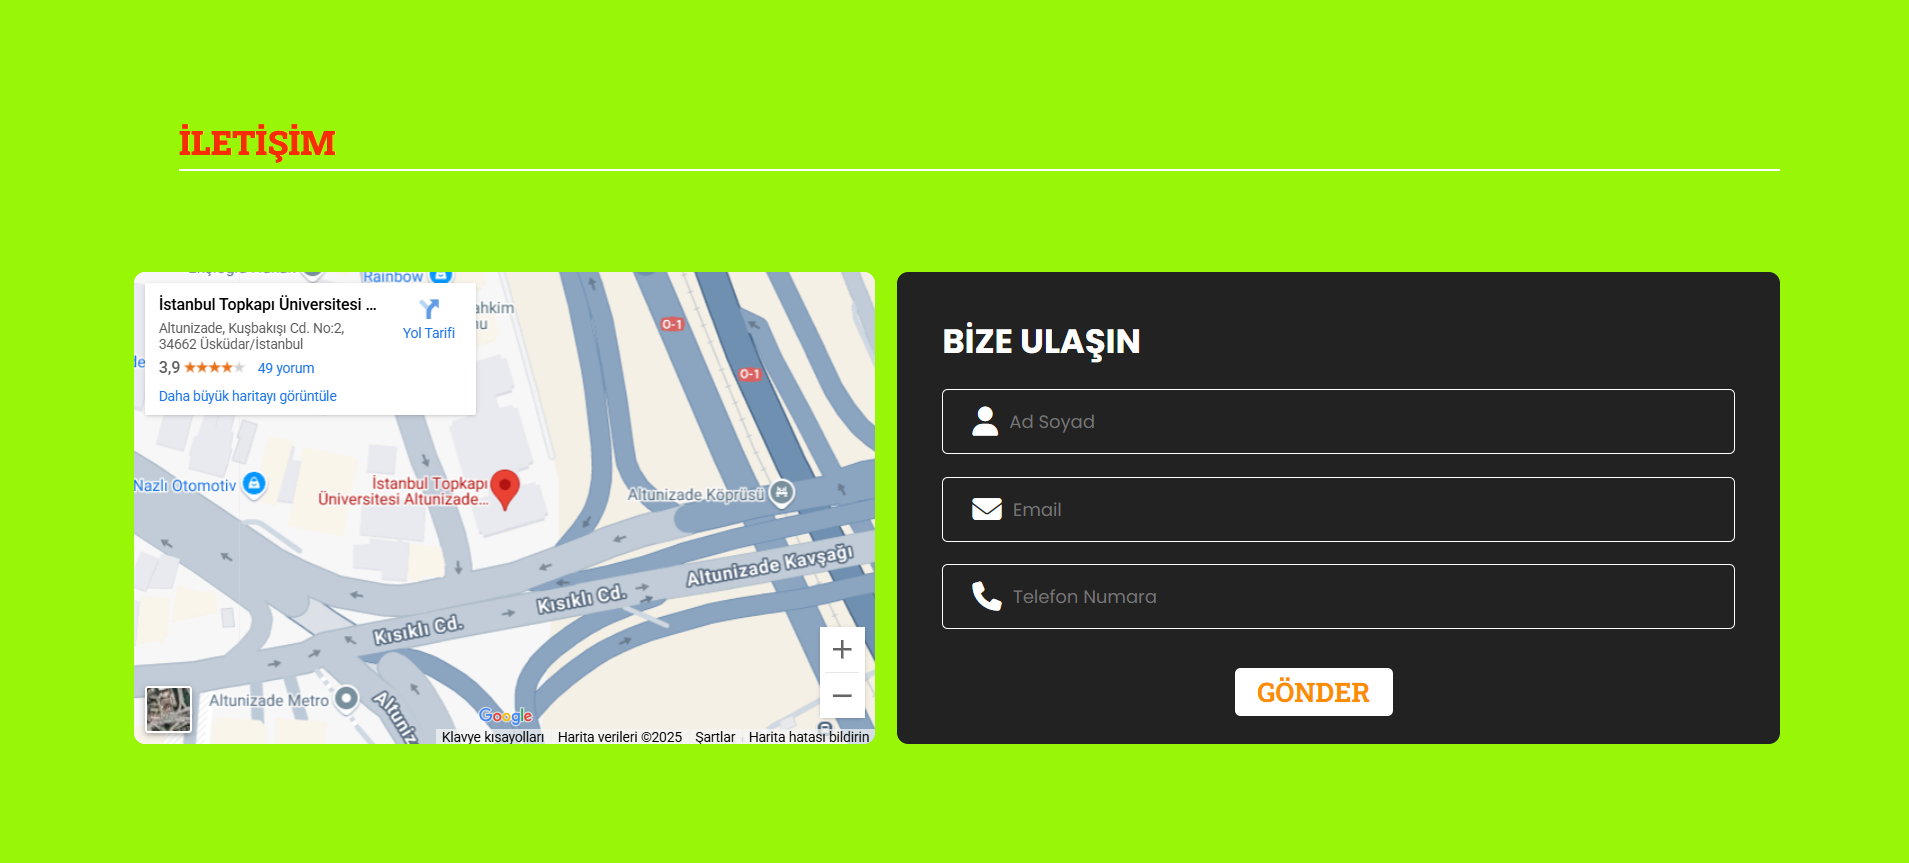 İLETİŞİM
Rainbow
İstanbul Topkapı Üniversitesi ...
Yol Tarifi
Altunizade, Kuşbakışı Cd. No:2,
34662 Üsküdar/İstanbul
3,9
49 yorum
Daha büyük haritayı görüntüle
O-1
O-1
Nazlı Otomotiv
İstanbul Topkapı
Üniversitesi Altunizade...
Altunizade Köprüsü
Altunizade Kavşağı
Kısıklı Cd.
Kısıklı Cd.
Altunizade Metro
Google
Klavye kısayolları
Harita verileri ©2025
Şartlar
Harita hatası bildirin
BİZE ULAŞIN
Ad Soyad
Email
Telefon Numara
GÖNDER